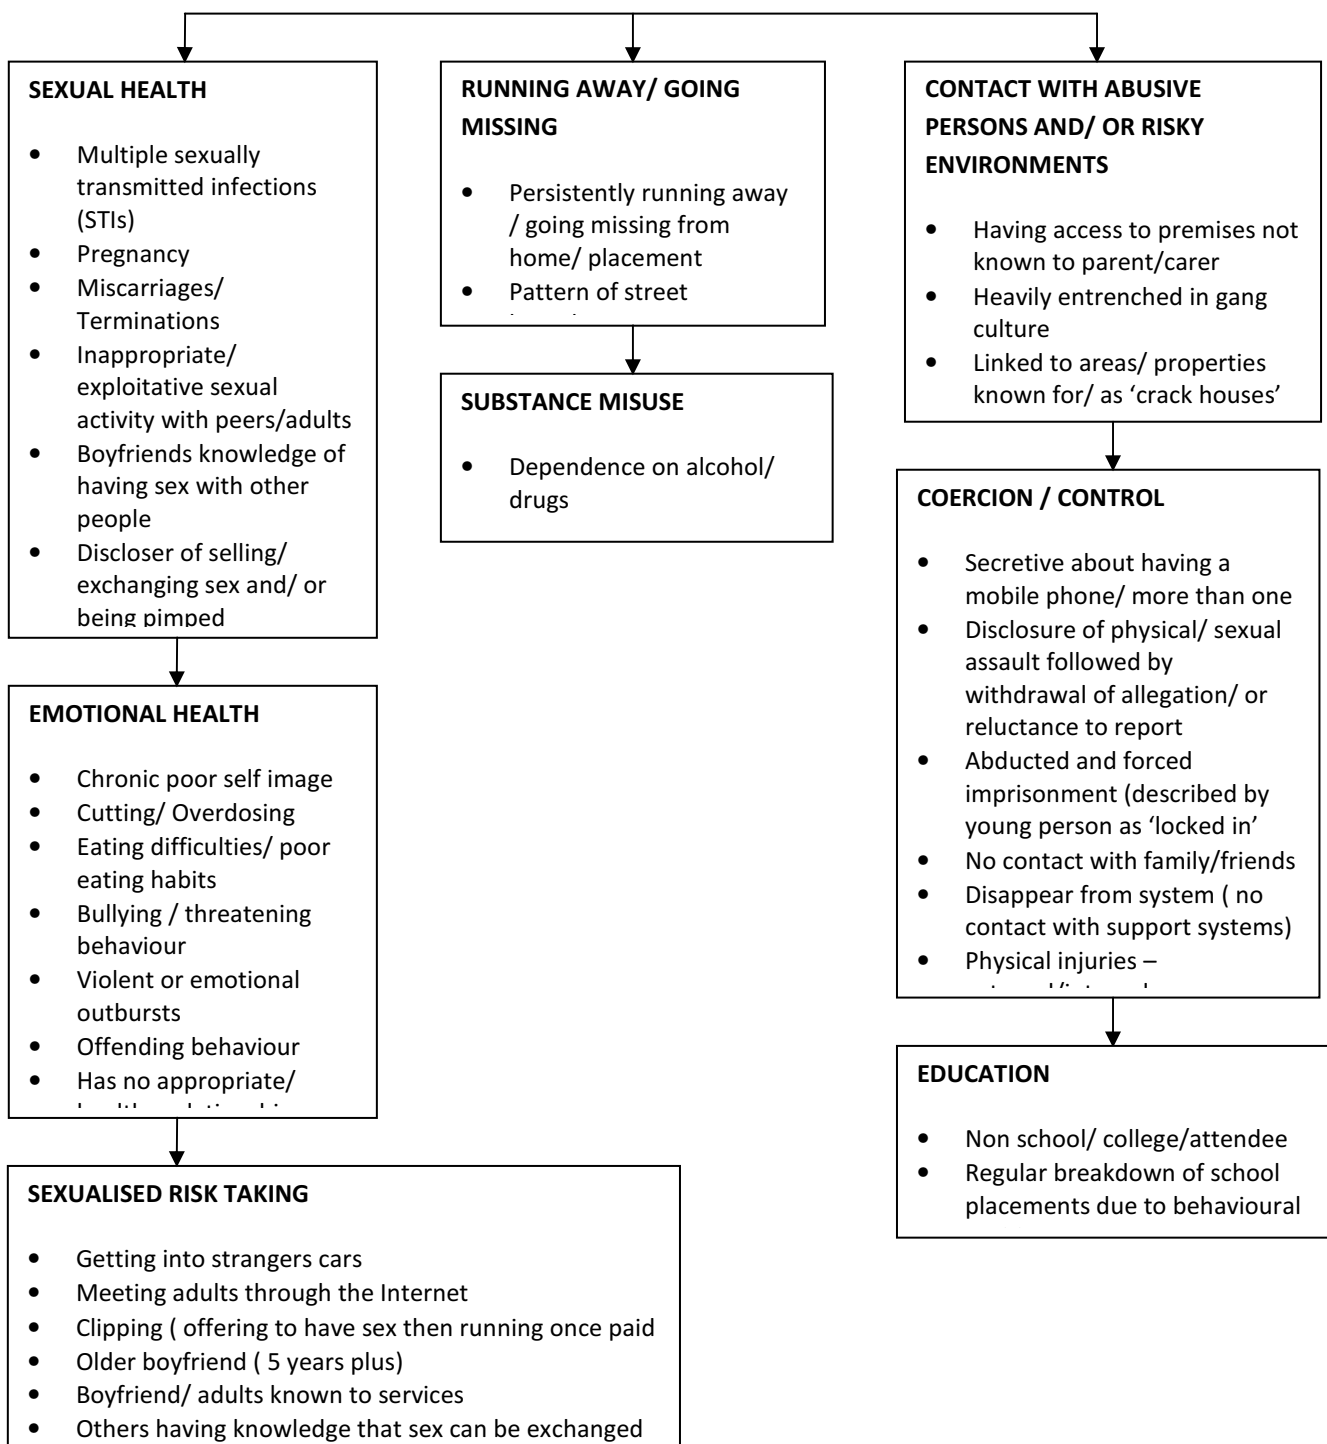 SEXUAL HEALTH
• Multiple sexually
transmitted infections
(STIs)
• Pregnancy
• Miscarriages/
Terminations
• Inappropriate/
exploitative sexual
activity with peers/adults
• Boyfriends knowledge of
having sex with other
people
• Discloser of selling/
exchanging sex and/ or
being pimped
EMOTIONAL HEALTH
• Chronic poor self image
• Cutting/ Overdosing
• Eating difficulties/ poor
eating habits
• Bullying / threatening
behaviour
• Violent or emotional
outbursts
• Offending behaviour
• Has no appropriate/
SEXUALISED RISK TAKING
• Getting into strangers cars
• Meeting adults through the Internet
• Clipping ( offering to have sex then running once paid
• Older boyfriend ( 5 years plus)
• Boyfriend/ adults known to services
• Others having knowledge that sex can be exchanged
RUNNING AWAY/ GOING
MISSING
• Persistently running away
/ going missing from
home/ placement
• Pattern of street
SUBSTANCE MISUSE
• Dependence on alcohol/
drugs
CONTACT WITH ABUSIVE
PERSONS AND/ OR RISKY
ENVIRONMENTS
• Having access to premises not
known to parent/carer
• Heavily entrenched in gang
culture
• Linked to areas/ properties
known for/ as ‘crack houses’
COERCION / CONTROL
• Secretive about having a
mobile phone/ more than one
• Disclosure of physical/ sexual
assault followed by
withdrawal of allegation/ or
reluctance to report
• Abducted and forced
imprisonment (described by
young person as ‘locked in’
• No contact with family/friends
• Disappear from system ( no
contact with support systems)
• Physical injuries –
EDUCATION
• Non school/ college/attendee
• Regular breakdown of school
placements due to behavioural